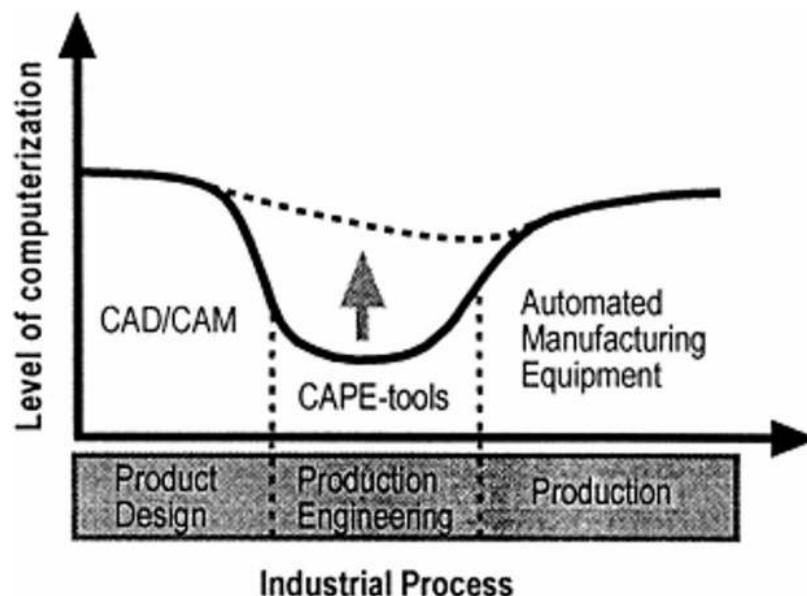 Level of computerization
CAD/CAM
CAPE-tools
Automated
Manufacturing
Equipment
Product
Design
Production
Engineering
Production
Industrial Process